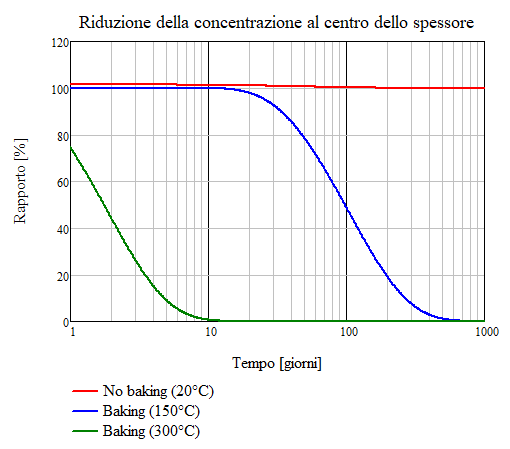 Riduzione della concentrazione al centro dello spessore
120
100
80
60
40
20
0
Rapporto [%]
1
10
100
1000
Tempo [giorni]
No baking (20°C)
Baking (150°C)
Baking (300°C)